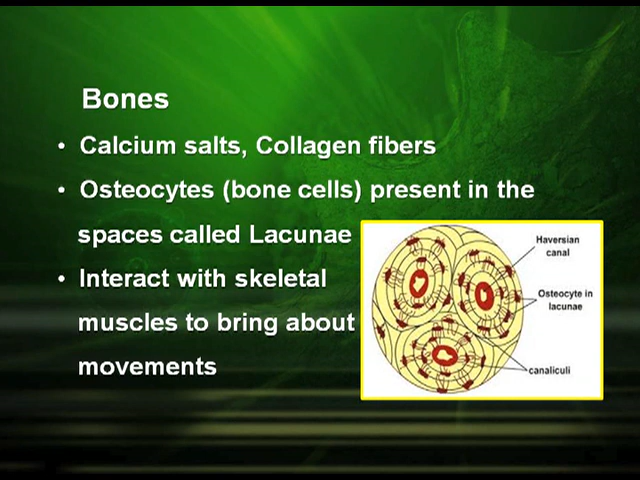 Bones
• Calcium salts, Collagen fibers
• Osteocytes (bone cells) present in the
spaces called Lacunae
• Interact with skeletal
muscles to bring about
movements
Haversian
canal
Osteocyte in
lacunae
canaliculi